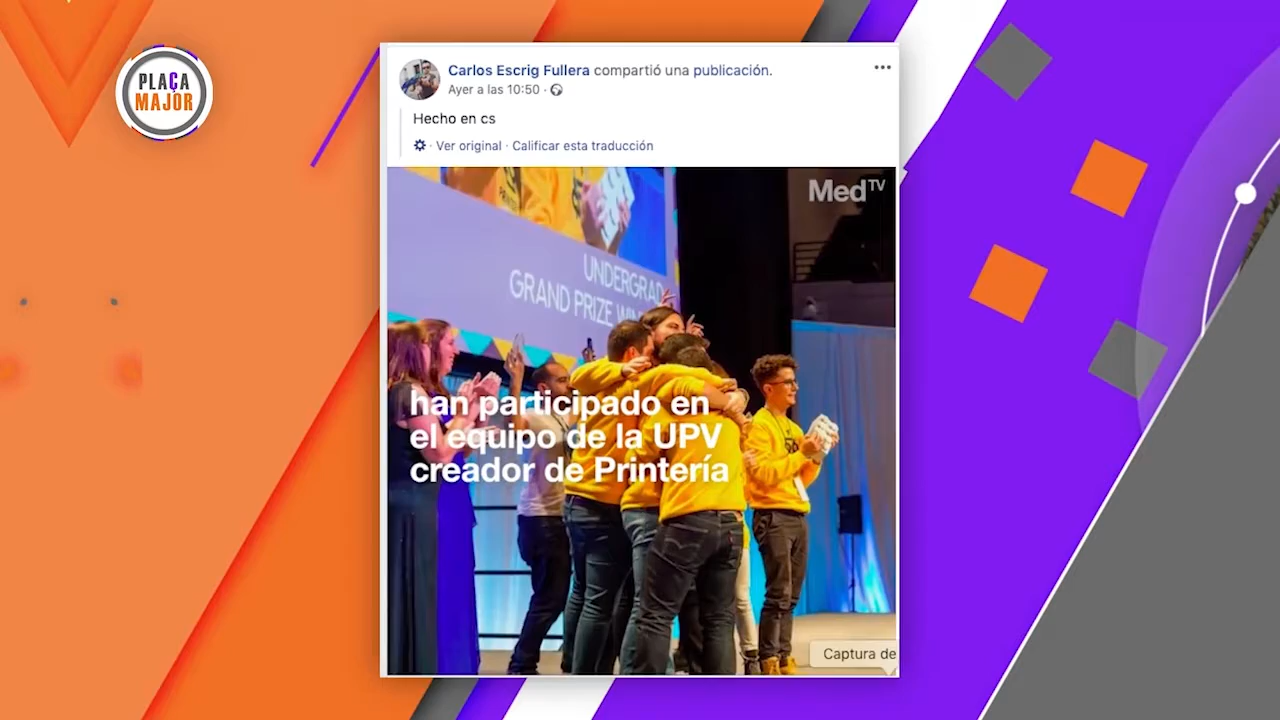 PLAÇA
MAJOR
Carlos Escrig Fullera compartió una publicación.
Ayer a las 10:50 ·
Hecho en cs
· Ver original · Calificar esta traducción
MedTV
UNDERGRAD
GRAND PRIZE WIN
han participado en
el equipo de la UPV
creador de Printería
Captura de